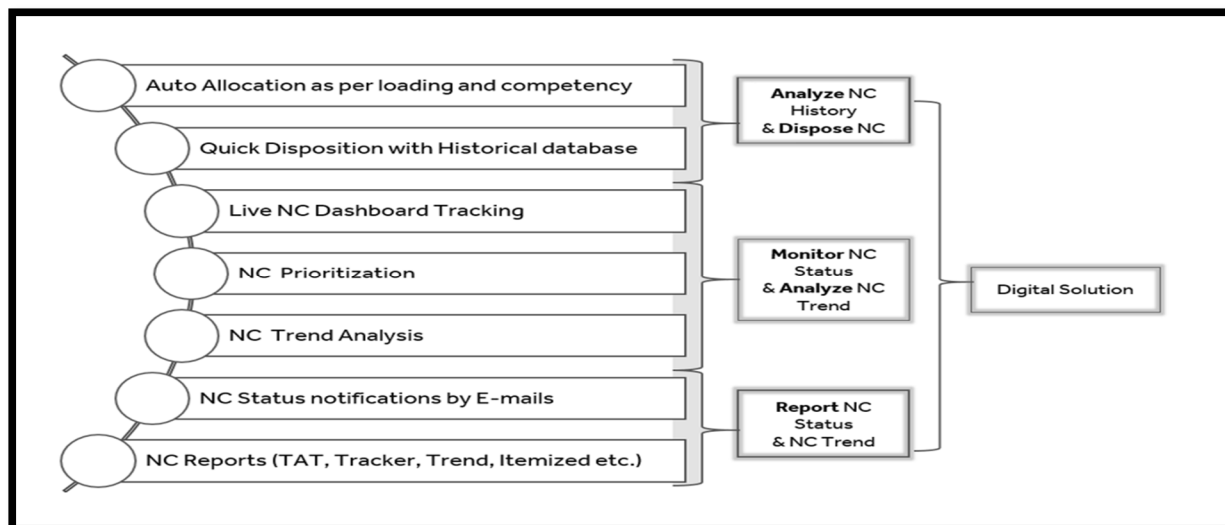 Auto Allocation as per loading and competency
Quick Disposition with Historical database
Live NC Dashboard Tracking
NC Prioritization
NC Trend Analysis
NC Status notifications by E-mails
NC Reports (TAT, Tracker, Trend, Itemized etc.)
Analyze NC
History
& Dispose NC
Monitor NC
Status
& Analyze NC
Trend
Report NC
Status
& NC Trend
Digital Solution